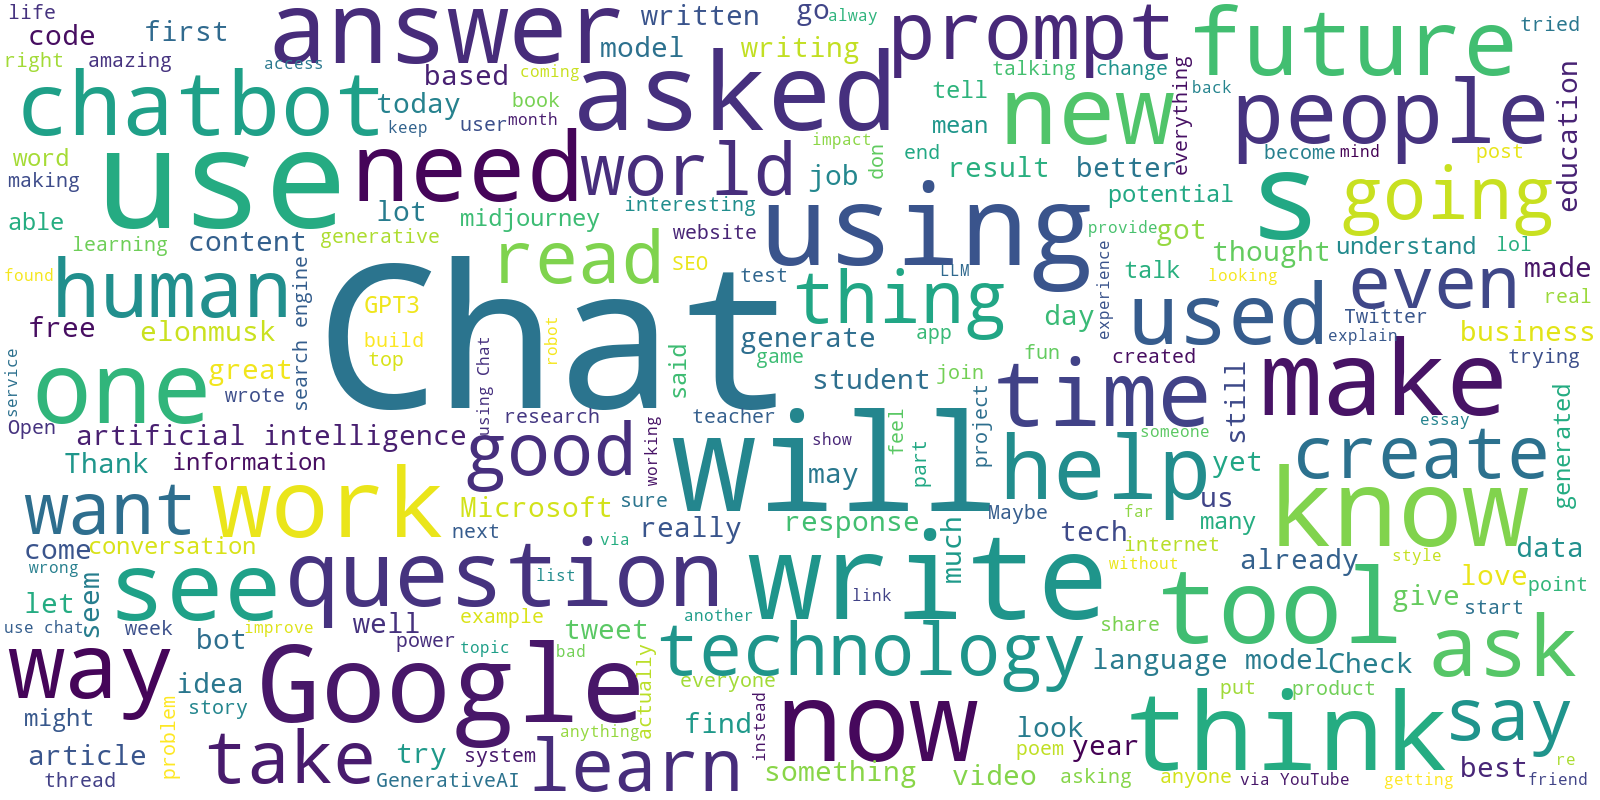 life
code
first
answer
written
go
alway
prompt
future
tried
right
amazing
access
model
writing
based
coming
asked
talking
change
everything
back
chatbot
today
keep
user
book
month
tell
mean
new
people
education
word
making
use
need
world
impact
job
don
end
result
better
become
mind
post
able
lot
midjourney
interesting
using
potential
s
going
learning
content
generative
read
website
provide
got
thought
understand
lol
found
human
search engine
GPT3
Chat
SEO
test
LLM
thing
experience
talk
looking
even
made
real
free
elonmusk
build
top
robot
generate
app
day
used
Twitter
explain
business
service
one
great
wrote
using Chat
said
game
student
join
fun
time
created
still
make
trying
Open
artificial intelligence
research
teacher
show
feel
project
someone
essay
generated
Thank
information
good
working
will
may
part
help
yet
create
want
work
Microsoft
sure
next
really
response
Maybe
us
many
far
tech
know
come
conversation
wrong
see
question
via
list
write
much
link
internet
without
already
style
data
love
point
let
seem
use chat
week
bot
improve
well
power
example
topic
tweet
bad
another
technology
share
tool
give
start
ask
way
idea
story
Google
actually
everyone
language model
Check
put
product
might
problem
article
thread
take
try
system
GenerativeAI
anything
learn
find
instead
now
something
look
poem
year
video
asking
think
anyone
via YouTube
say
best
getting
re
friend